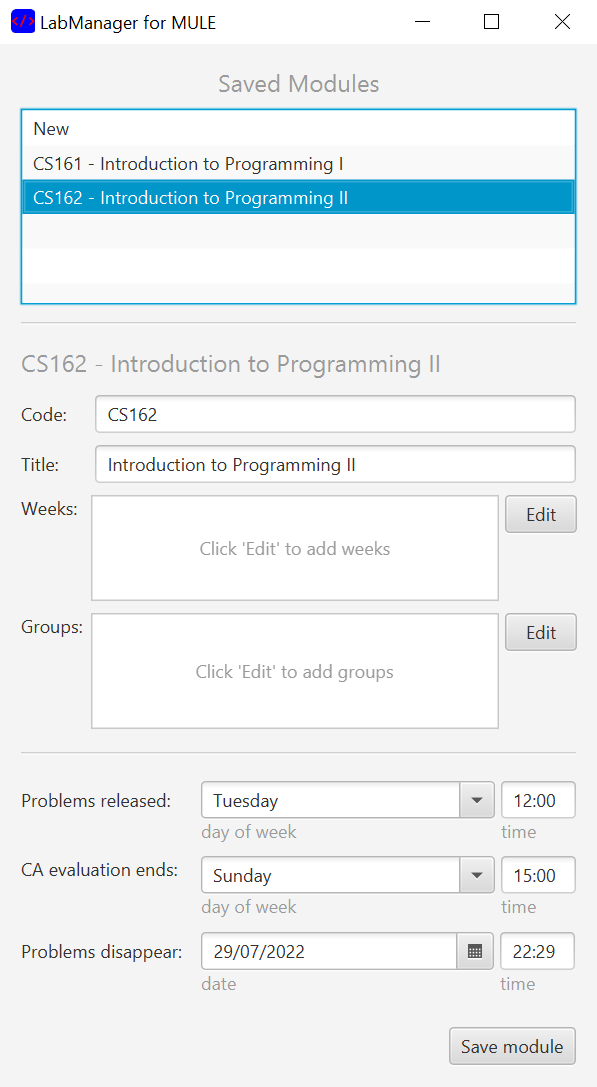 </> LabManager for MULE
Saved Modules
New
CS161 - Introduction to Programming I
CS162 - Introduction to Programming II
CS162 - Introduction to Programming II
Code: CS162
Title: Introduction to Programming II
Weeks: Edit
Click 'Edit' to add weeks
Groups: Edit
Click 'Edit' to add groups
Problems released: Tuesday 12:00
day of week time
CA evaluation ends: Sunday 15:00
day of week time
Problems disappear: 29/07/2022 22:29
date time
Save module